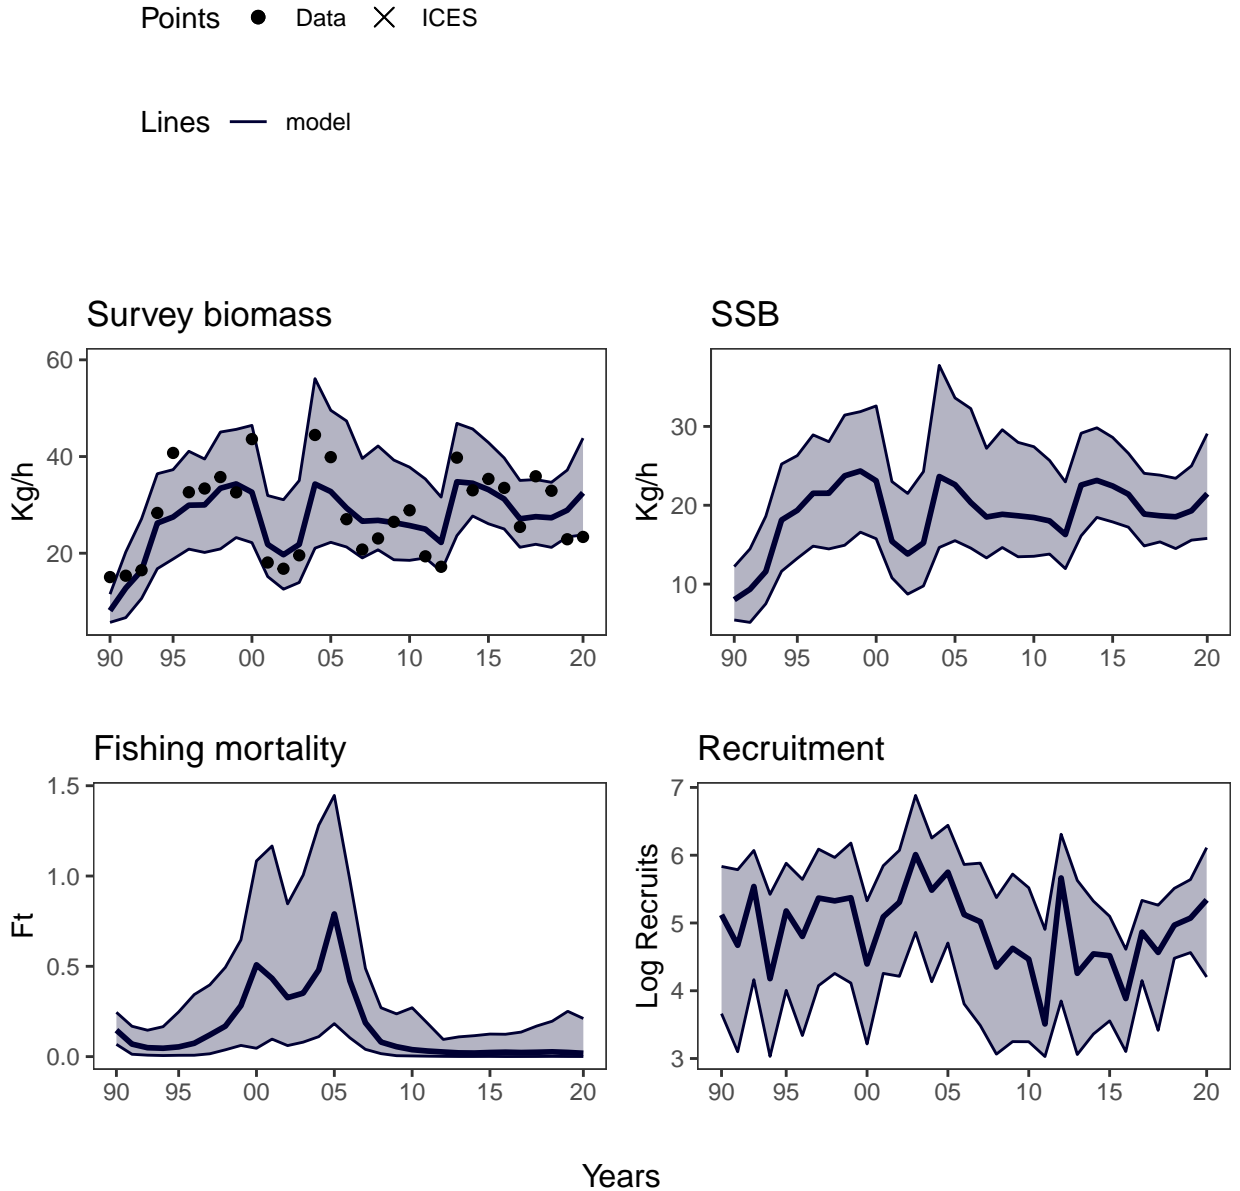 Points Data ICES
Lines model
Survey biomass
Kg/h
60
40
20
90 95 00 05 10 15 20
SSB
Kg/h
30
20
10
90 95 00 05 10 15 20
Fishing mortality
Ft
1.5
1.0
0.5
0.0
90 95 00 05 10 15 20
Recruitment
Log Recruits
7
6
5
4
3
90 95 00 05 10 15 20
Years